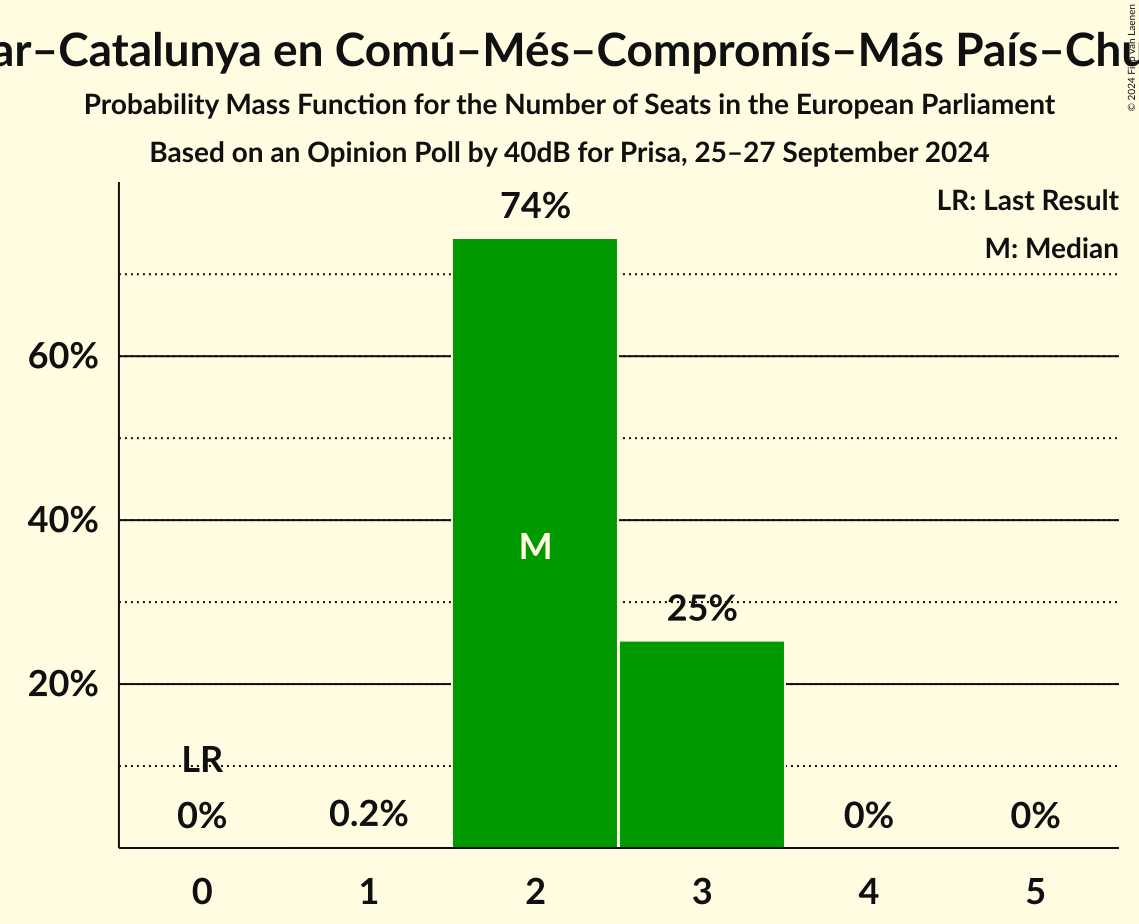 ar–Catalunya en Comú–Més–Compromís–Más País–Chu
© 2024 Filip van Laenen
Probability Mass Function for the Number of Seats in the European Parliament
Based on an Opinion Poll by 40dB for Prisa, 25–27 September 2024
LR: Last Result
M: Median
74%
60%
40%
M
25%
20%
LR
0%
0.2%
0%
0%
0 1 2 3 4 5